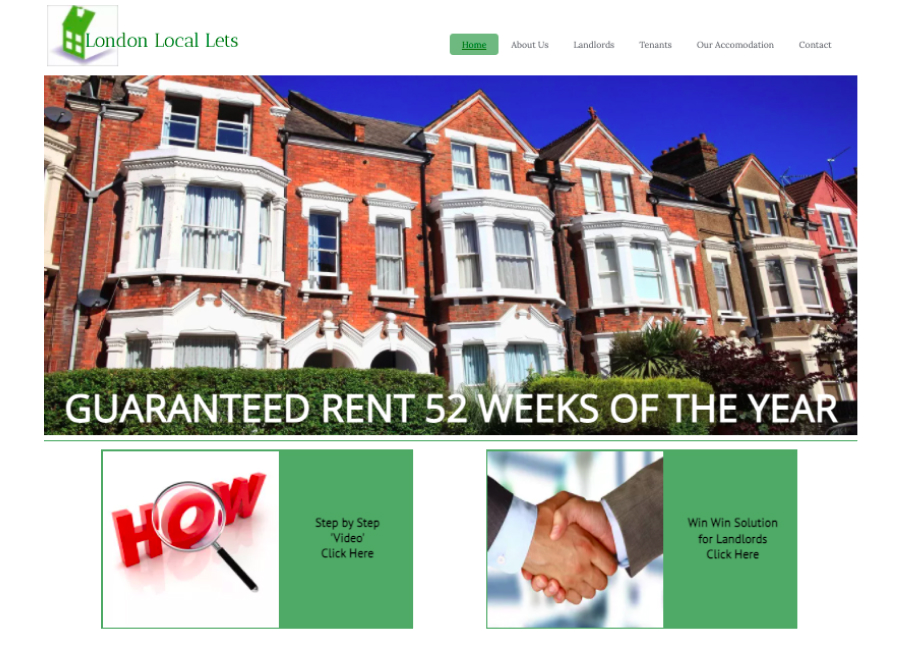 London Local Lets
Home About Us Landlords Tenants Our Accomodation Contact
GUARANTEED RENT 52 WEEKS OF THE YEAR
HOW
Step by Step
'Video'
Click Here
Win Win Solution
for Landlords
Click Here